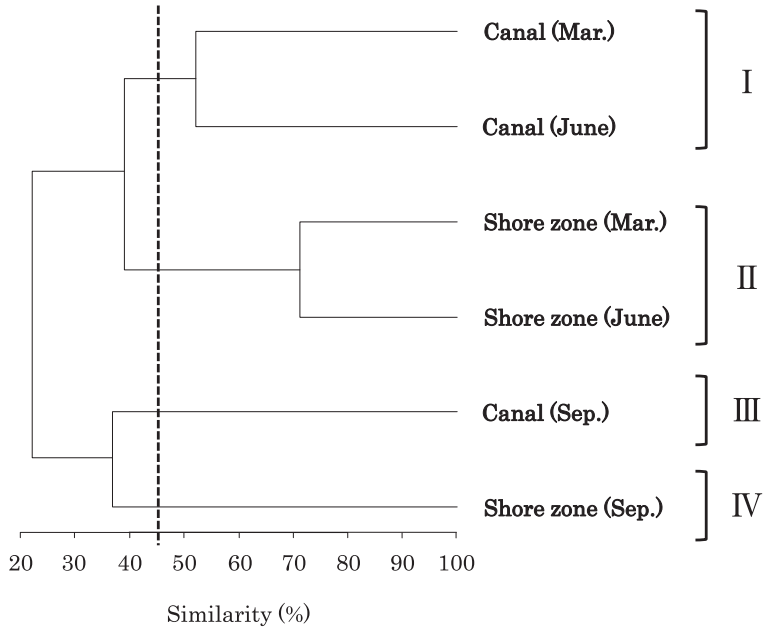 Canal (Mar.)
I
Canal (June)
Shore zone (Mar.)
II
Shore zone (June)
Canal (Sep.)
III
Shore zone (Sep.)
IV
20 30 40 50 60 70 80 90 100
Similarity (%)